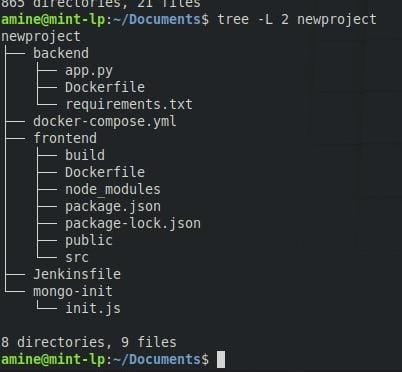 865 directories, 21 files
amine@mint-lp:~/Documents$ tree -L 2 newproject
newproject
├── backend
│   ├── app.py
│   ├── Dockerfile
│   └── requirements.txt
├── docker-compose.yml
├── frontend
│   ├── build
│   ├── Dockerfile
│   ├── node_modules
│   ├── package.json
│   ├── package-lock.json
│   ├── public
│   └── src
├── Jenkinsfile
└── mongo-init
    └── init.js

8 directories, 9 files
amine@mint-lp:~/Documents$